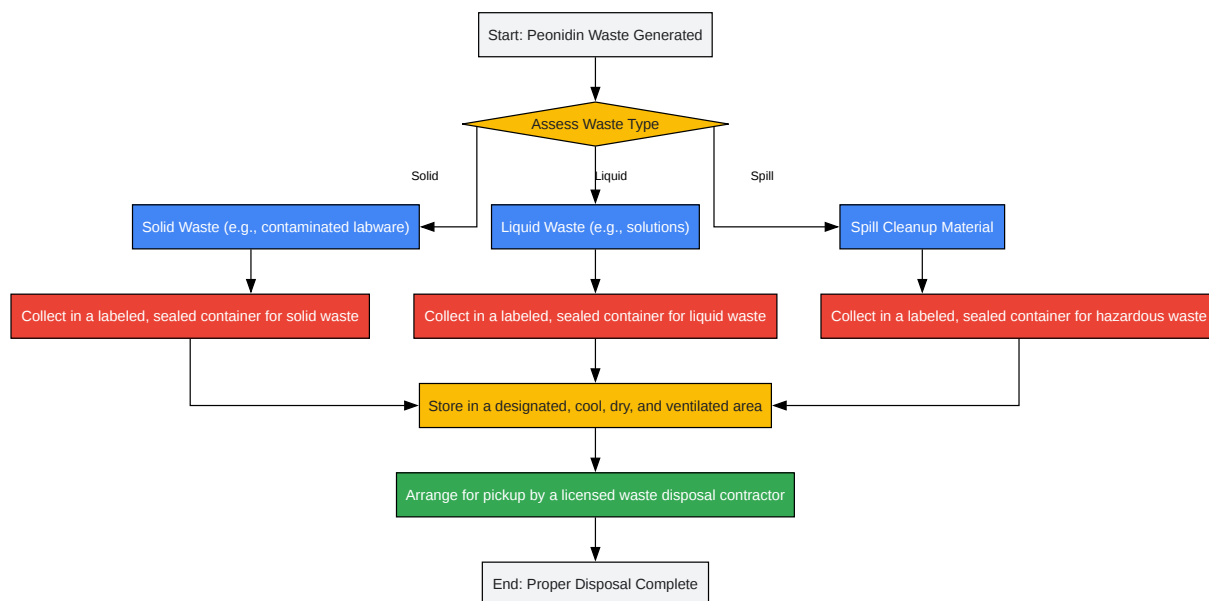 Start: Peonidin Waste Generated
Assess Waste Type
Solid
Liquid
Spill
Solid Waste (e.g., contaminated labware)
Liquid Waste (e.g., solutions)
Spill Cleanup Material
Collect in a labeled, sealed container for solid waste
Collect in a labeled, sealed container for liquid waste
Collect in a labeled, sealed container for hazardous waste
Store in a designated, cool, dry, and ventilated area
Arrange for pickup by a licensed waste disposal contractor
End: Proper Disposal Complete